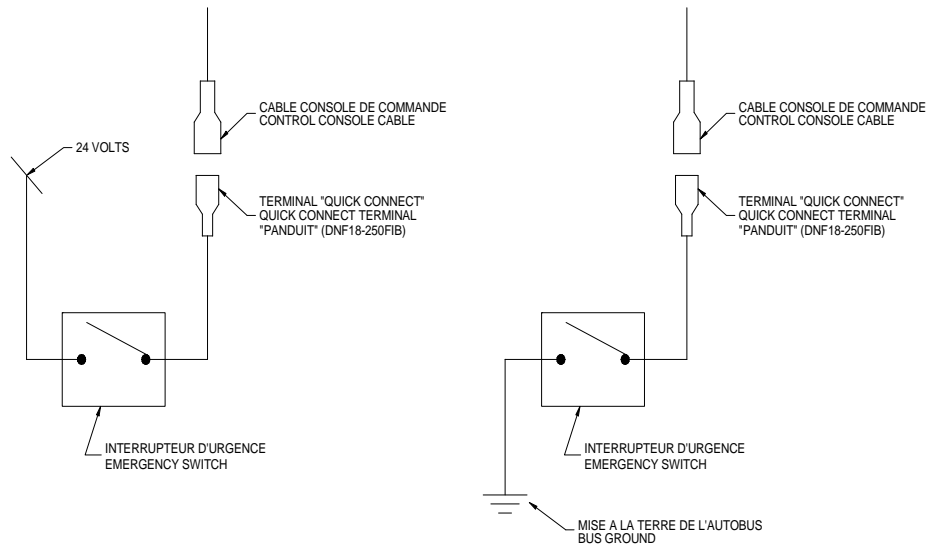 CABLE CONSOLE DE COMMANDE
CONTROL CONSOLE CABLE
24 VOLTS
TERMINAL "QUICK CONNECT"
QUICK CONNECT TERMINAL
"PANDUIT" (DNF18-250FIB)
INTERRUPTEUR D'URGENCE
EMERGENCY SWITCH
CABLE CONSOLE DE COMMANDE
CONTROL CONSOLE CABLE
TERMINAL "QUICK CONNECT"
QUICK CONNECT TERMINAL
"PANDUIT" (DNF18-250FIB)
INTERRUPTEUR D'URGENCE
EMERGENCY SWITCH
MISE A LA TERRE DE L'AUTOBUS
BUS GROUND